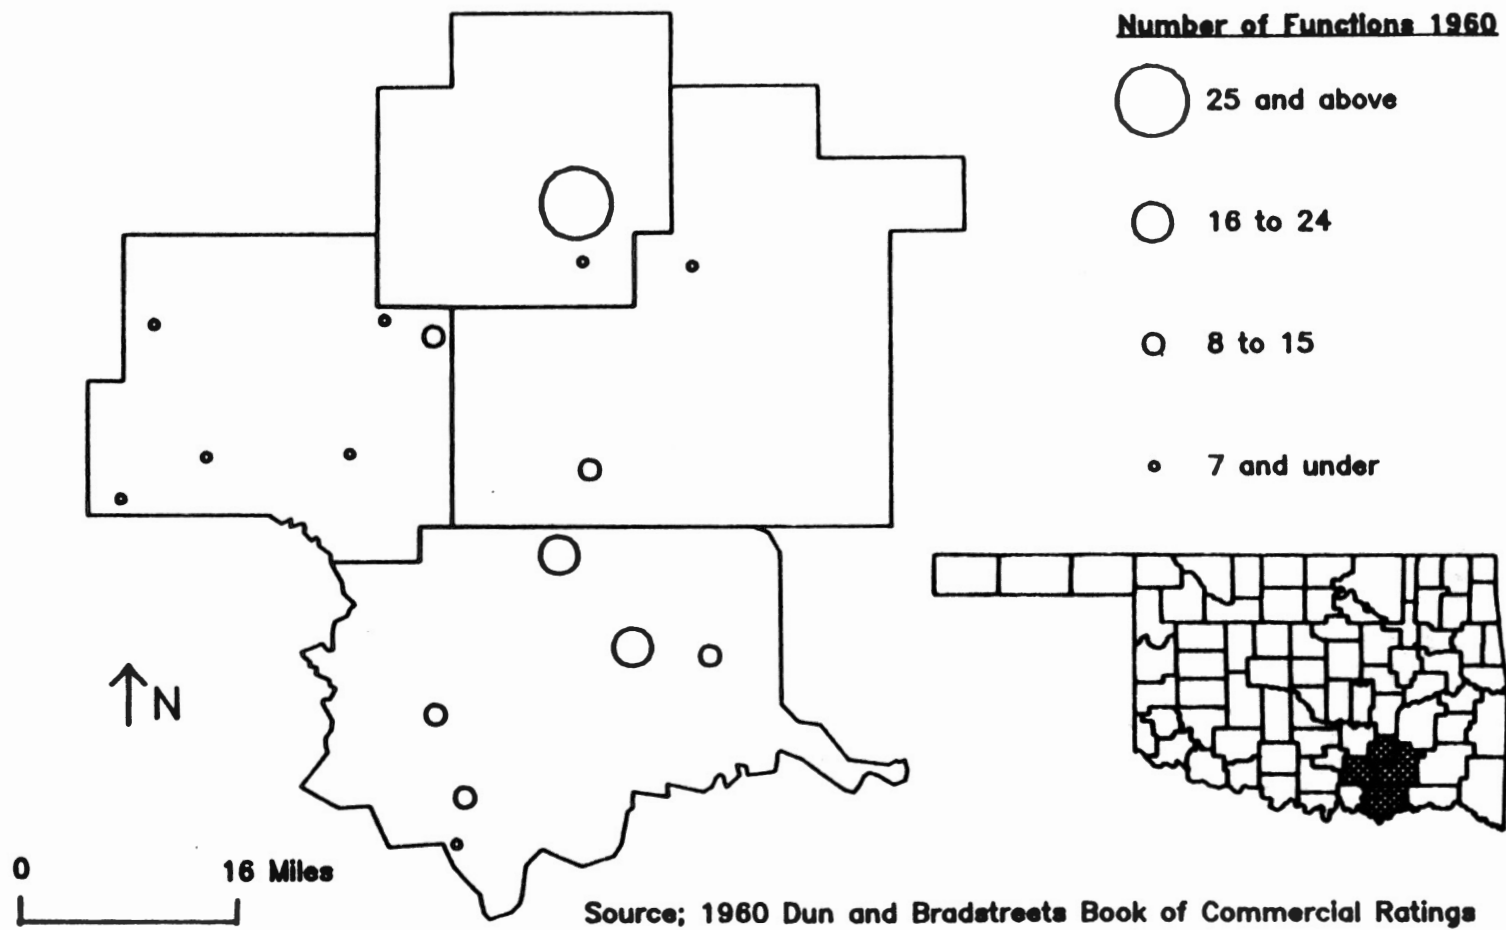 Number of Functions 1960
25 and above
16 to 24
8 to 15
7 and under
N
0 16 Miles
Source; 1960 Dun and Bradstreets Book of Commercial Ratings